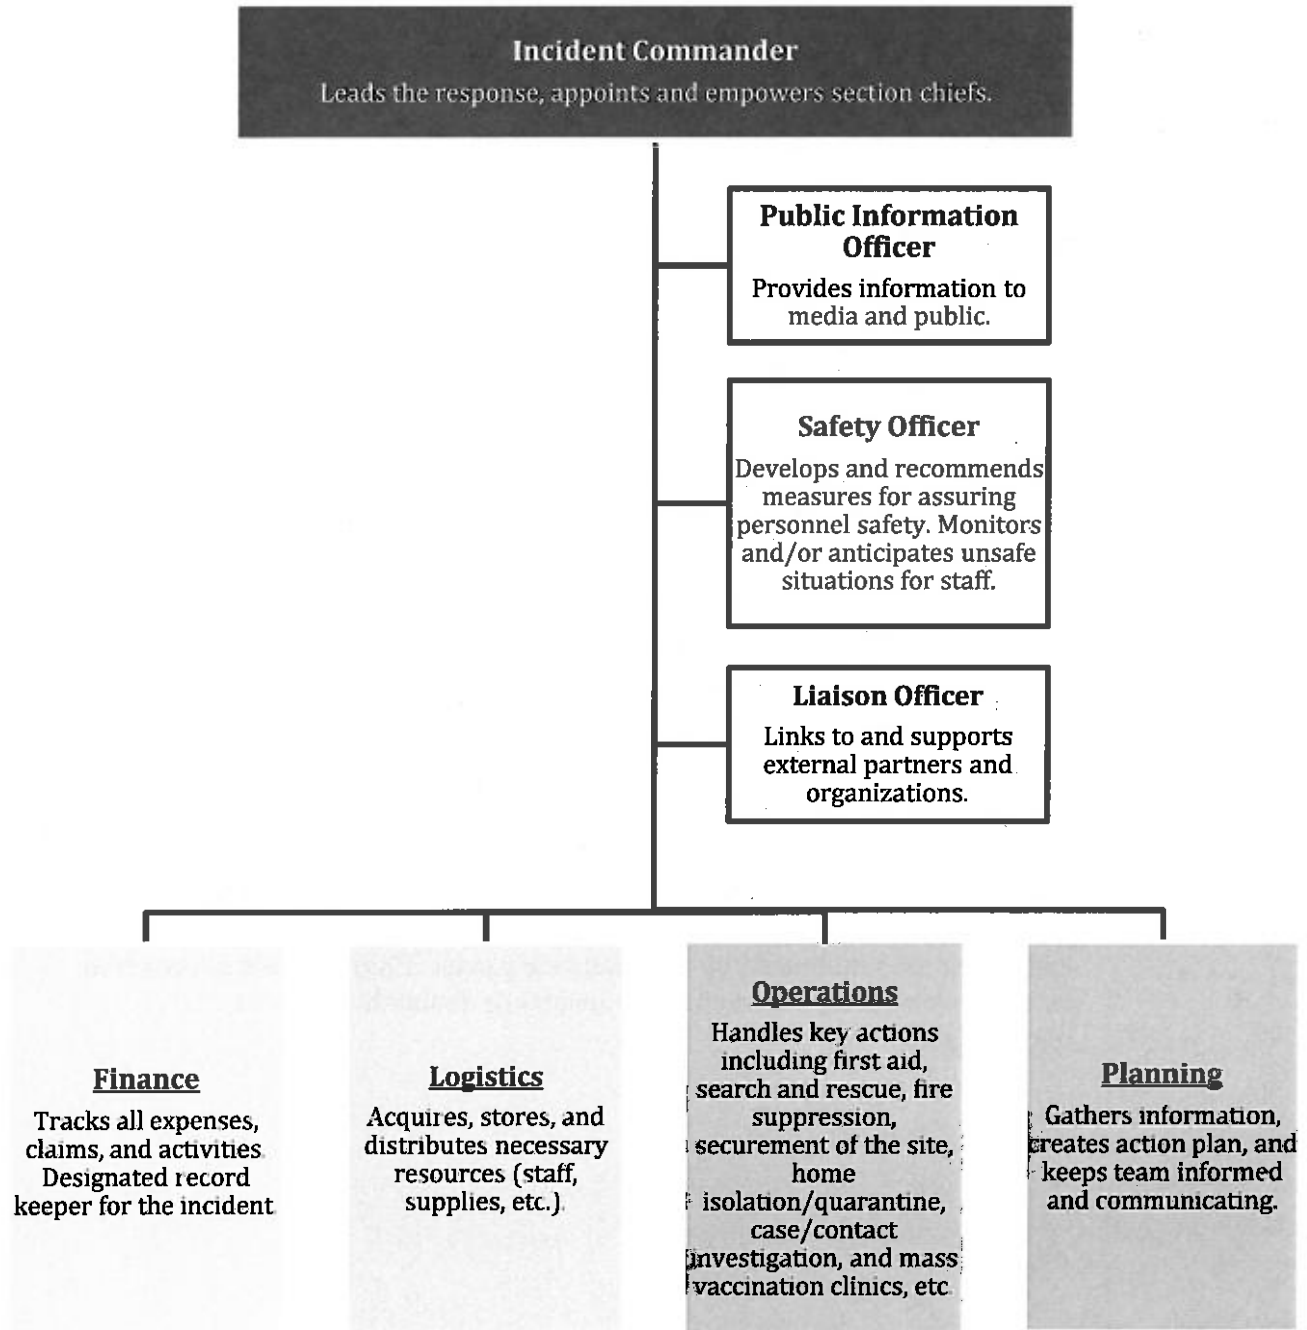 Incident Commander
Leads the response, appoints and empowers section chiefs.
Public Information
Officer
Provides information to
media and public.
Safety Officer
Develops and recommends
measures for assuring
personnel safety. Monitors
and/or anticipates unsafe
situations for staff.
Liaison Officer
Links to and supports
external partners and
organizations.
Finance
Tracks all expenses,
claims, and activities.
Designated record
keeper for the incident.
Logistics
Acquires, stores, and
distributes necessary
resources (staff,
supplies, etc.).
Operations
Handles key actions
including first aid,
search and rescue, fire
suppression,
securement of the site,
home
isolation/quarantine,
case/contact
investigation, and mass
vaccination clinics, etc.
Planning
Gathers information,
creates action plan, and
keeps team informed
and communicating.